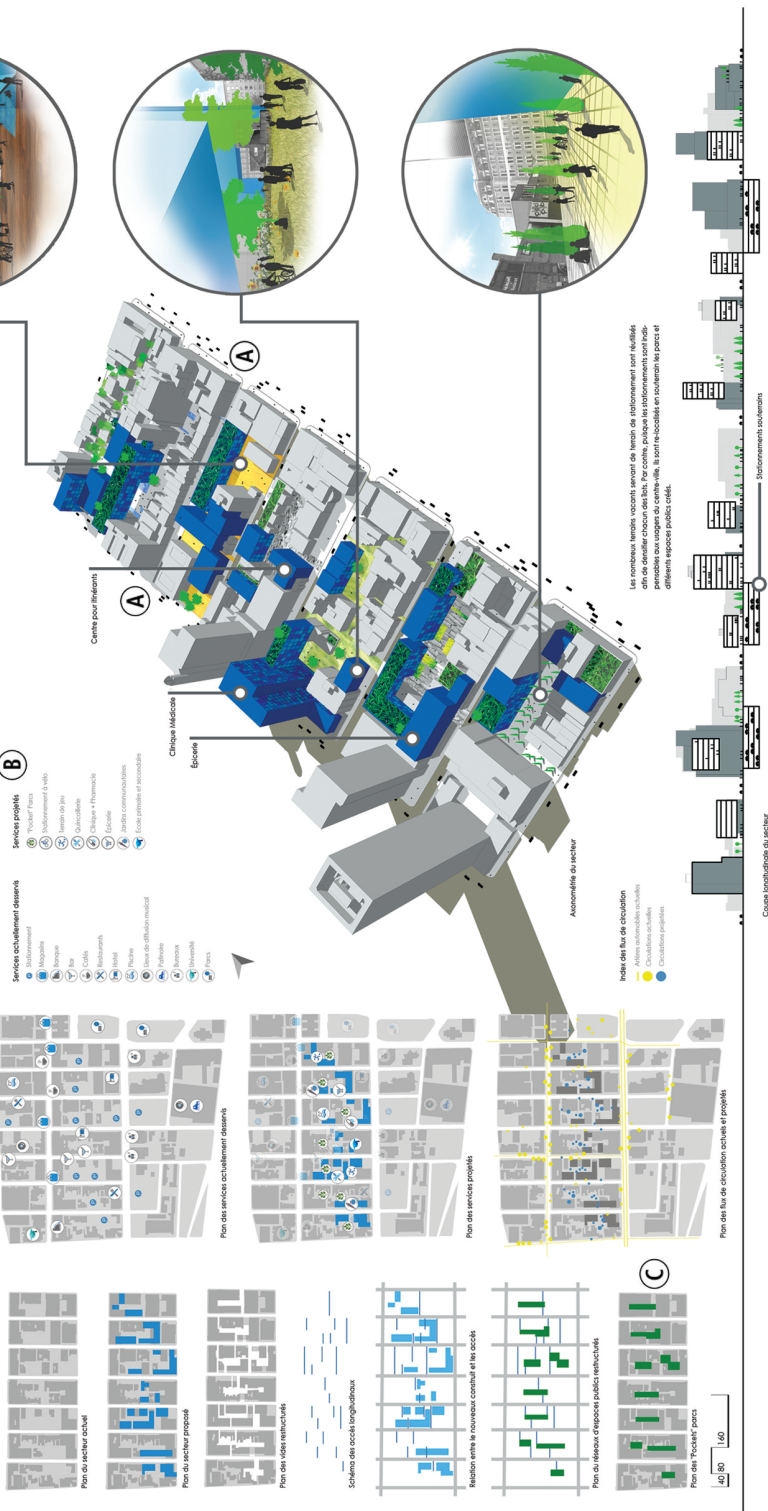 Plan du secteur actuel
Plan du secteur proposé
Plan des vides restructurés
Schéma des accès longitudinaux
Relation entre le nouveaux construit et les accès
Plan du réseaux d'espaces publics restructurés
Plan des "Pockets" parcs
40 80 160
C
Plan des services actuellement desservis
Plan des services projetés
Plan des flux de circulation actuels et projetés
Services actuellement desservis
Stationnement
Magasins
Banque
Bar
Cafés
Restaurants
Hotel
Piscine
Lieux de diffusion musical
Patinoire
Bureaux
Université
Parcs
Services projetés
"Pocket" Parcs
Stationnement à vélo
Terrain de jeu
Quincaillerie
Clinique + Pharmacie
Épicerie
Jardins communautaires
École primaire et secondaire
B
Index des flux de circulation
Artères automobiles actuelles
Circulations actuelles
Circulations projetées
Clinique Médicale
Épicerie
Centre pour Itinérants
A
A
Axonométrie du secteur
Les nombreux terrains vacants servant de terrain de stationnement sont réutilisés
afin de densifier chacun des îlots. Par contre, puisque les stationnements sont indis-
pensables aux usagers du centre-ville, ils sont re-localisés en souterrain les parcs et
différents espaces publics créés.
Stationnements souterrains
Coupe longitudinale du secteur